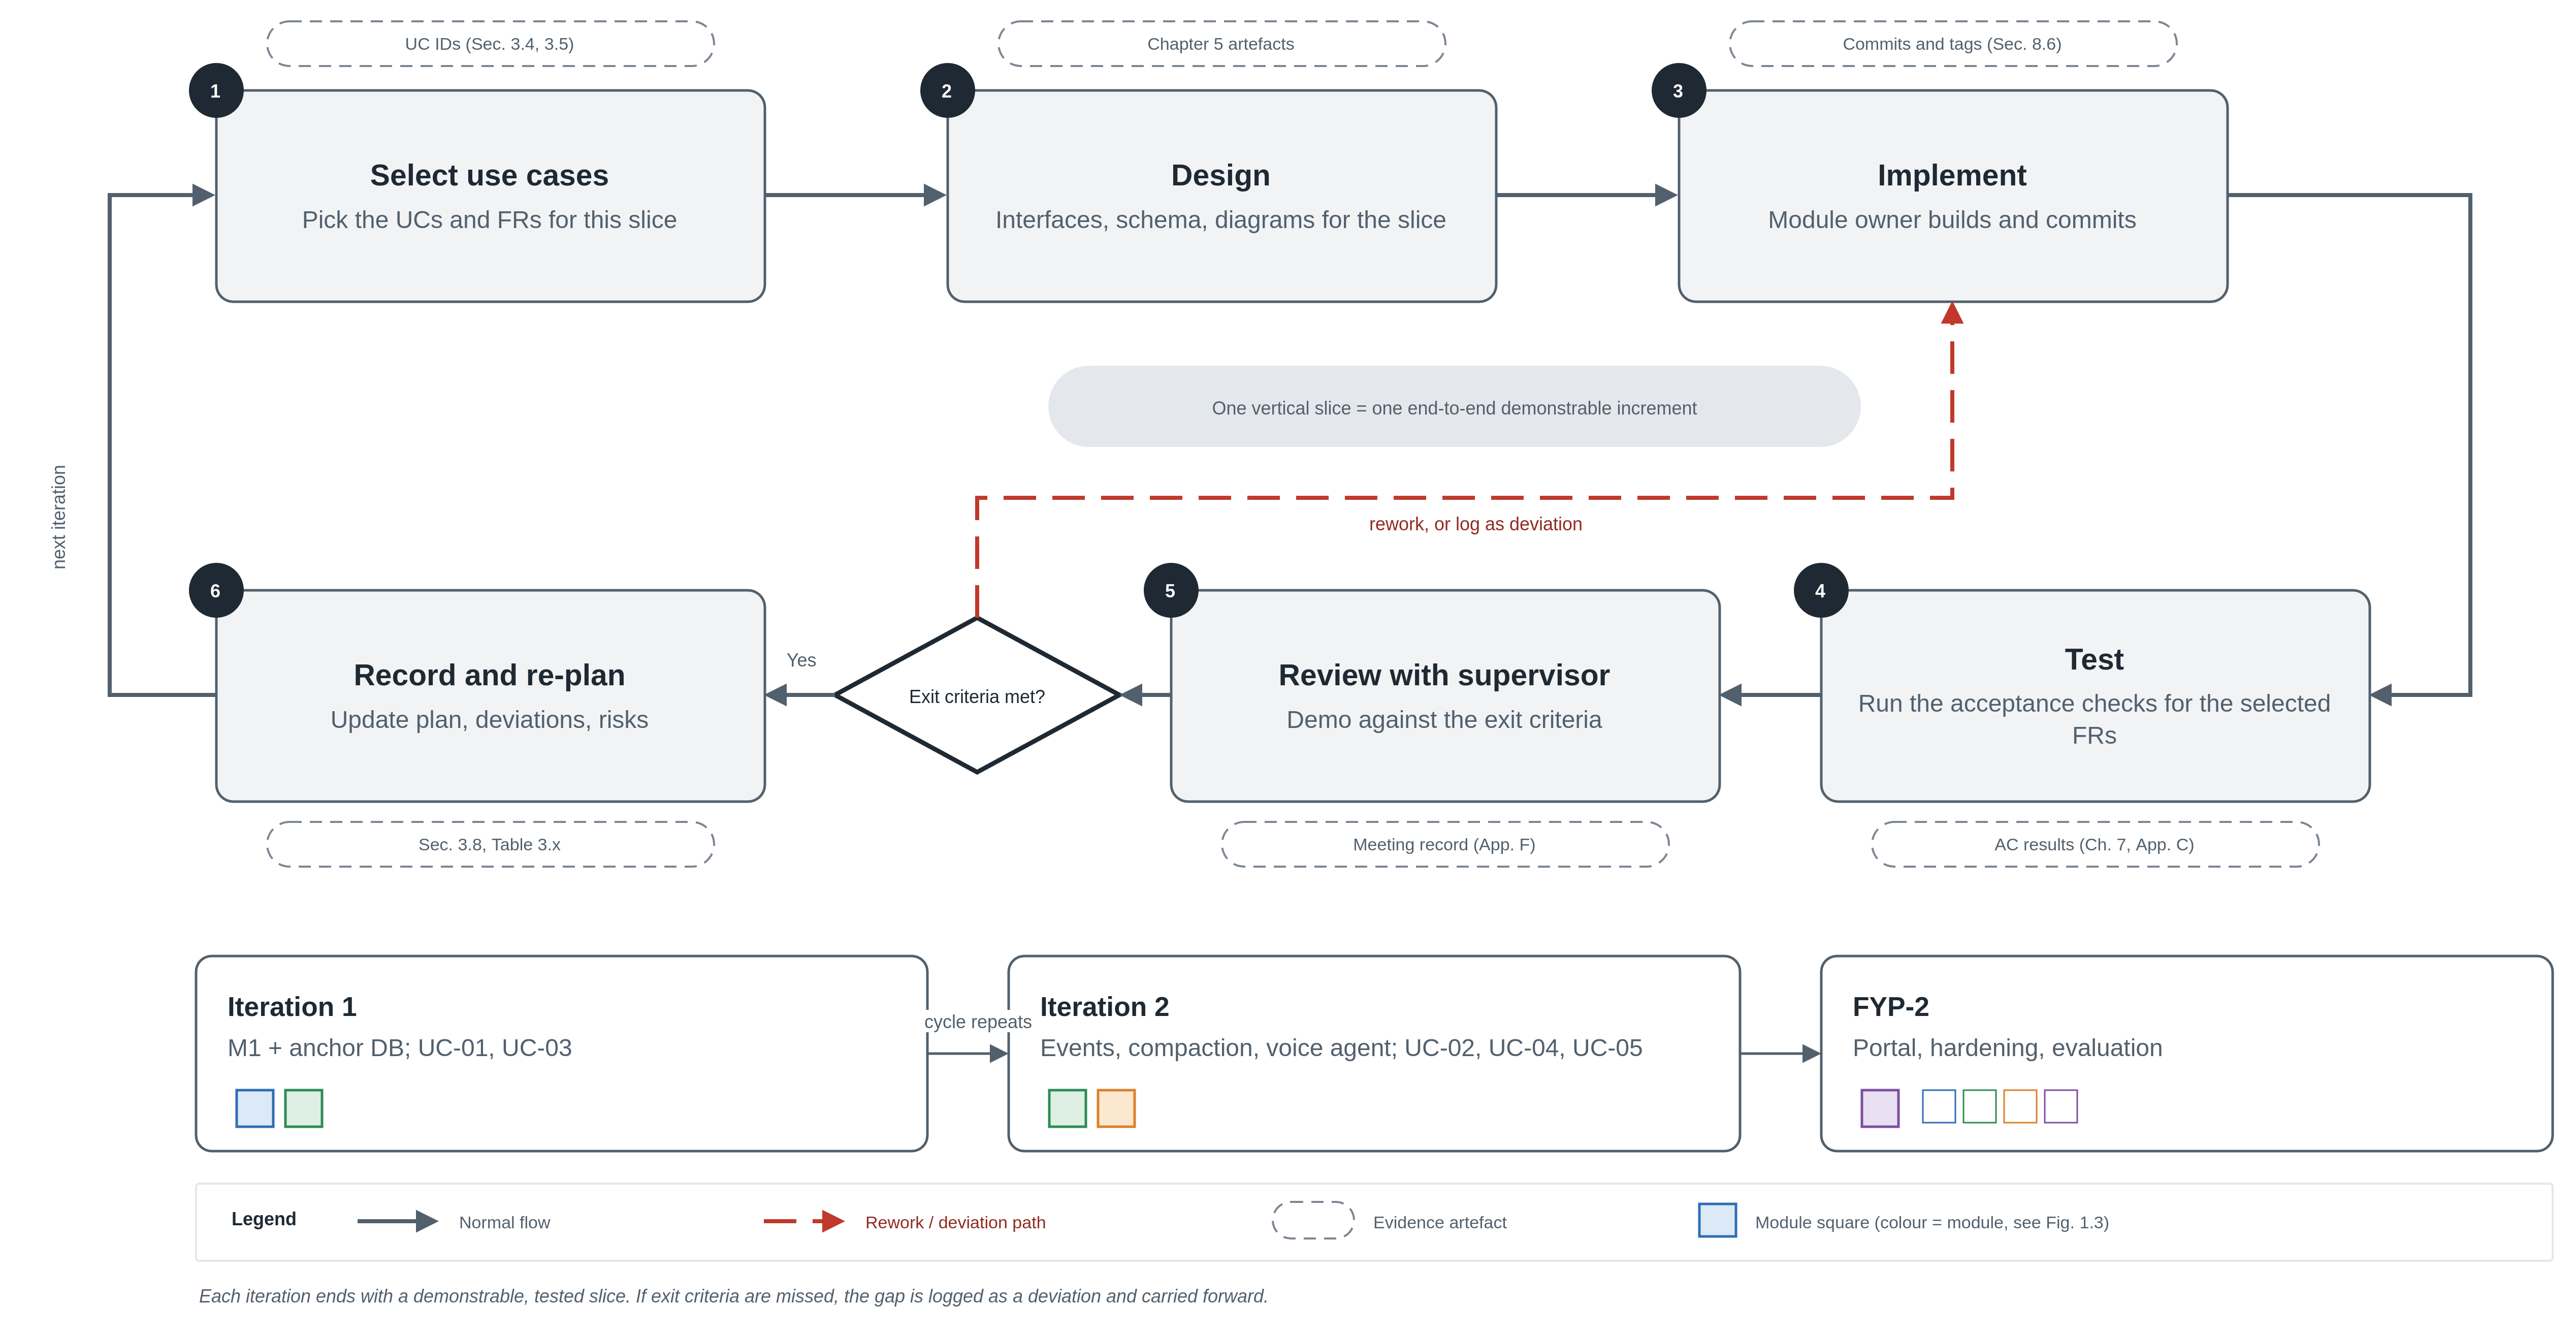 UC IDs (Sec. 3.4, 3.5)
Chapter 5 artefacts
Commits and tags (Sec. 8.6)
1
2
3
Select use cases
Pick the UCs and FRs for this slice
Design
Interfaces, schema, diagrams for the slice
Implement
Module owner builds and commits
One vertical slice = one end-to-end demonstrable increment
next iteration
rework, or log as deviation
6
5
4
Record and re-plan
Update plan, deviations, risks
Yes
Exit criteria met?
Review with supervisor
Demo against the exit criteria
Test
Run the acceptance checks for the selected
FRs
Sec. 3.8, Table 3.x
Meeting record (App. F)
AC results (Ch. 7, App. C)
Iteration 1
M1 + anchor DB; UC-01, UC-03
cycle repeats
Iteration 2
Events, compaction, voice agent; UC-02, UC-04, UC-05
FYP-2
Portal, hardening, evaluation
Legend
Normal flow
Rework / deviation path
Evidence artefact
Module square (colour = module, see Fig. 1.3)
Each iteration ends with a demonstrable, tested slice. If exit criteria are missed, the gap is logged as a deviation and carried forward.